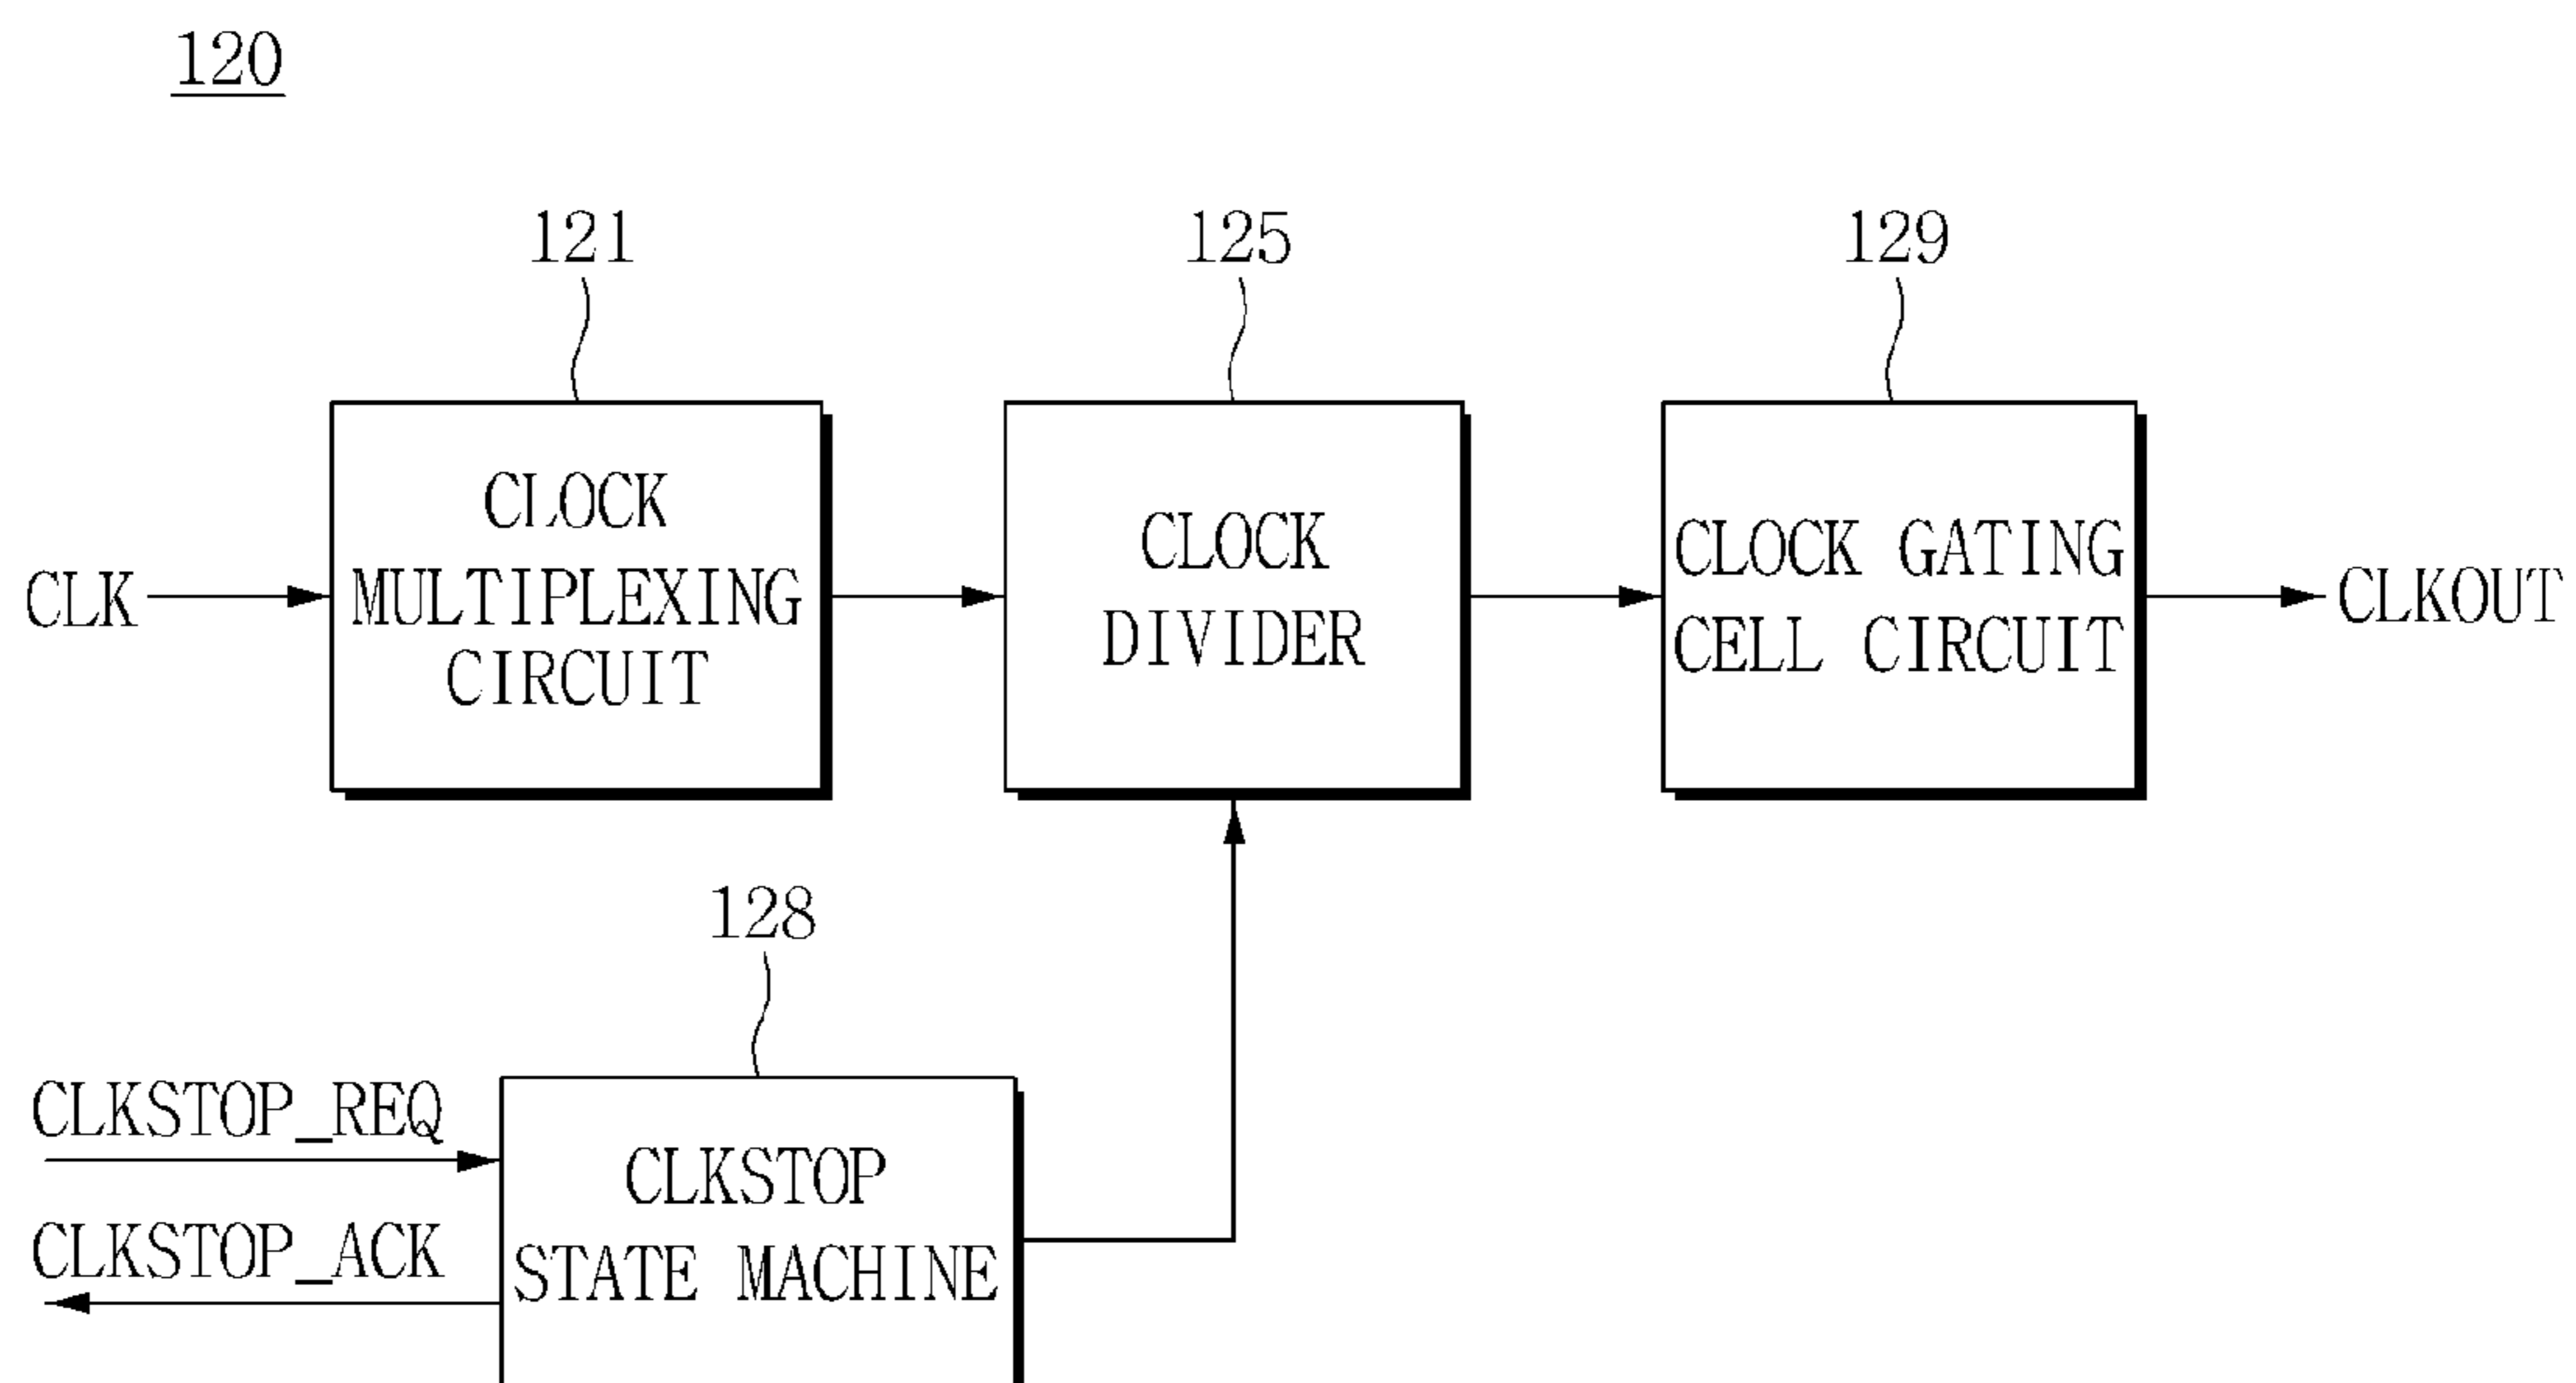 120
121
125
129
CLK
CLOCK
MULTIPLEXING
CIRCUIT
CLOCK
DIVIDER
CLOCK GATING
CELL CIRCUIT
CLKOUT
128
CLKSTOP_REQ
CLKSTOP_ACK
CLKSTOP
STATE MACHINE